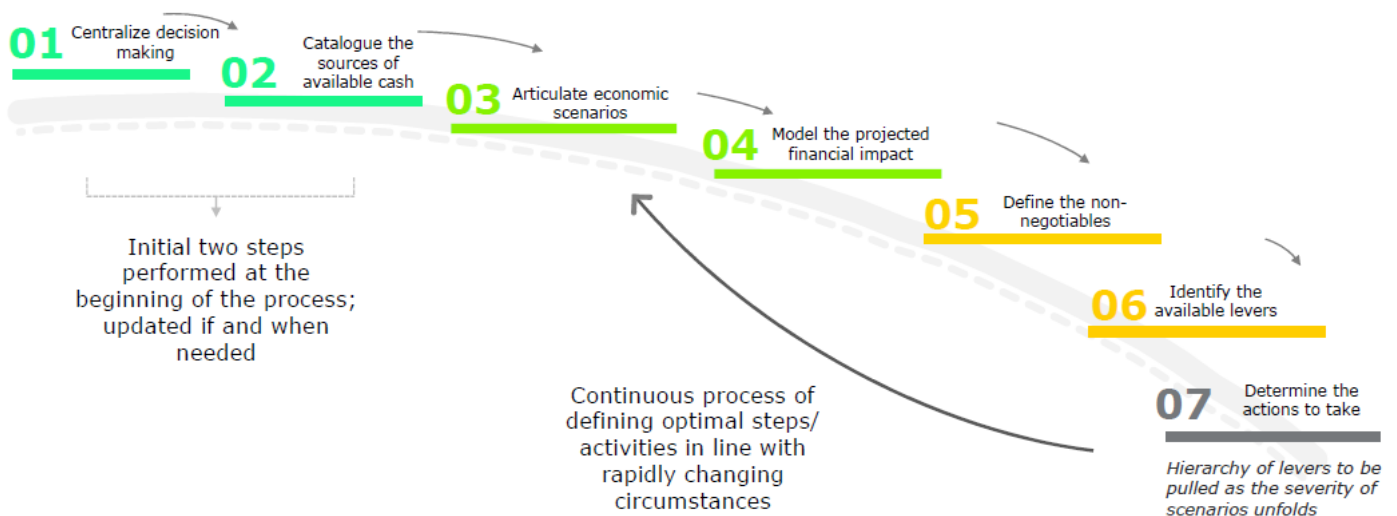 01 Centralize decision
making
02 Catalogue the
sources of
available cash
03 Articulate economic
scenarios
04 Model the projected
financial impact
05 Define the non-
negotiables
06 Identify the
available levers
07 Determine the
actions to take
Hierarchy of levers to be
pulled as the severity of
scenarios unfolds
Initial two steps
performed at the
beginning of the process;
updated if and when
needed
Continuous process of
defining optimal steps/
activities in line with
rapidly changing
circumstances